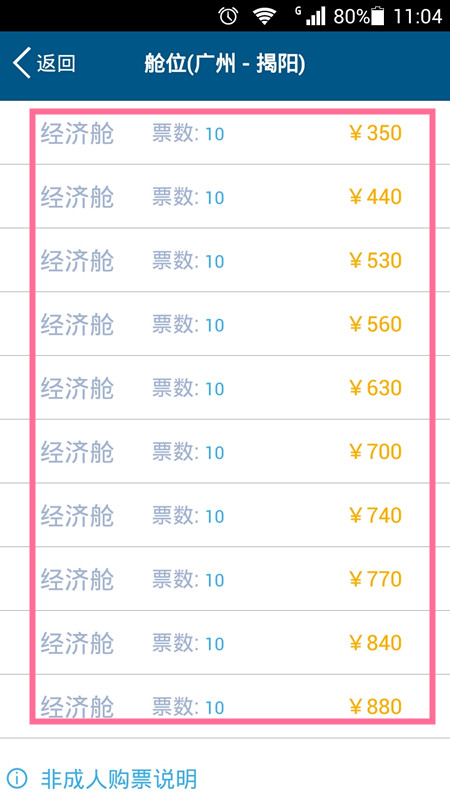 G 80% 11:04
返回 舱位(广州 - 揭阳)
经济舱 票数: 10 ￥350
经济舱 票数: 10 ￥440
经济舱 票数: 10 ￥530
经济舱 票数: 10 ￥560
经济舱 票数: 10 ￥630
经济舱 票数: 10 ￥700
经济舱 票数: 10 ￥740
经济舱 票数: 10 ￥770
经济舱 票数: 10 ￥840
经济舱 票数: 10 ￥880
非成人购票说明